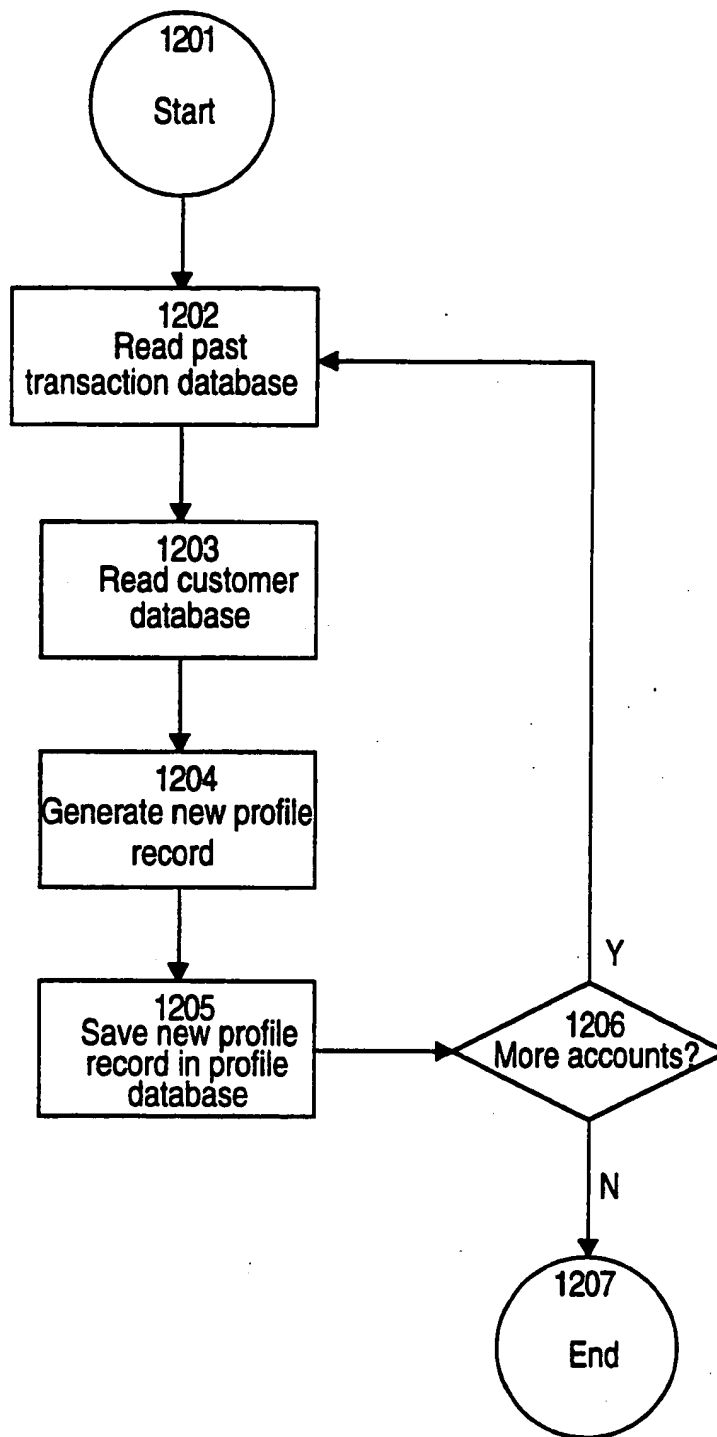 1201
Start
1202
Read past
transaction database
1203
Read customer
database
1204
Generate new profile
record
1205
Save new profile
record in profile
database
Y
1206
More accounts?
N
1207
End